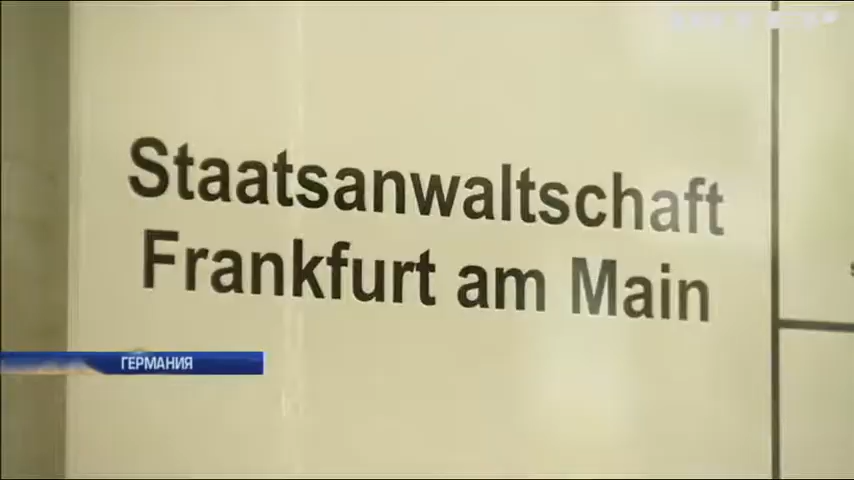 Staatsanwaltschaft
Frankfurt am Main
ГЕРМАНИЯ